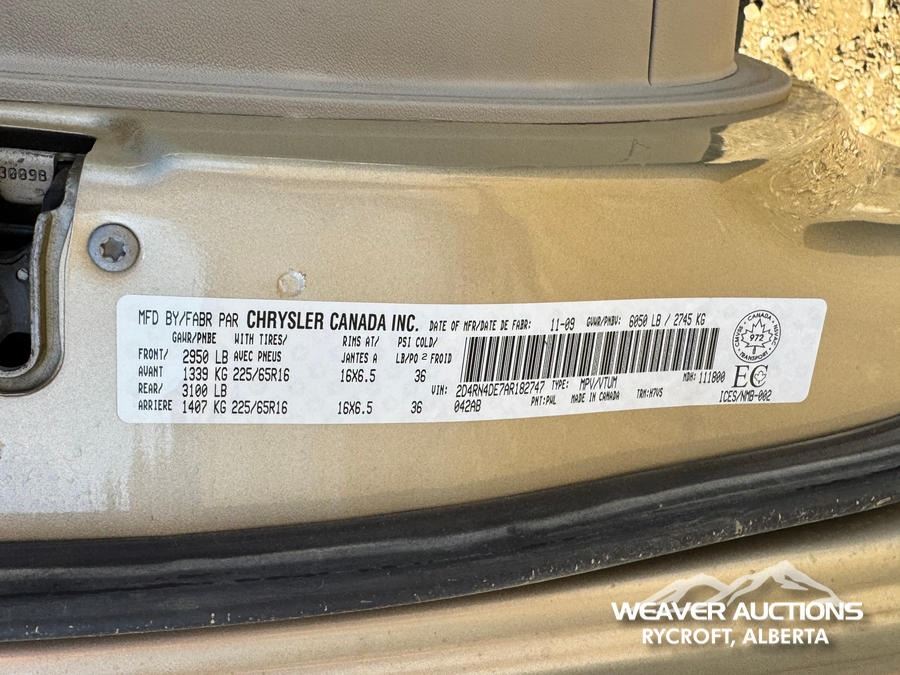 3009B
MFD BY/FABR PAR CHRYSLER CANADA INC. DATE OF MFR/DATE DE FABR: 11-09 GVWR/PNBV: 6050 LB / 2745 KG
GAWR/PNBE WITH TIRES/ RIMS AT/ PSI COLD/
FRONT/ 2950 LB AVEC PNEUS JANTES A LB/PO² FROID
AVANT 1339 KG 225/65R16 16X6.5 36
REAR/ 3100 LB
ARRIERE 1407 KG 225/65R16 16X6.5 36
VIN: 2D4RN4DE7AR182747 TYPE: MPV/VTUM MDH: 111800
042AB PNT: PWL MADE IN CANADA TRM: H7US
CANADA
972
TRANSPORT
EC
ICES/NMB-002
WEAVER AUCTIONS
RYCROFT, ALBERTA